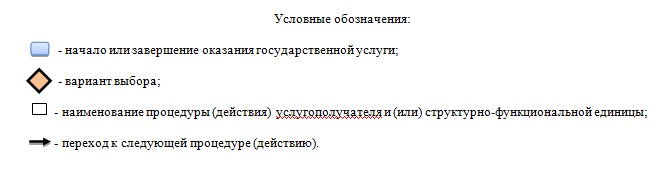 Условные обозначения:
- начало или завершение оказания государственной услуги;
- вариант выбора;
- наименование процедуры (действия) услугополучателя и (или) структурно-функциональной единицы;
- переход к следующей процедуре (действию).